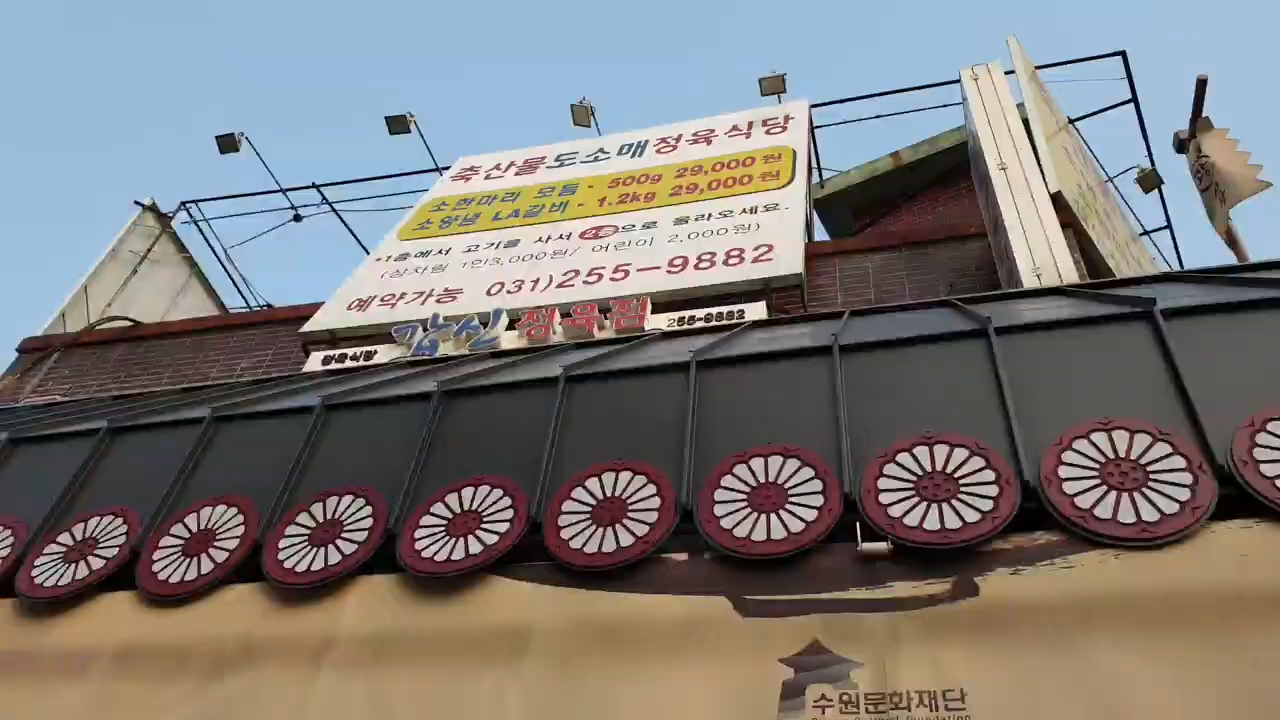 축산물도소매정육식당
소한마리 모듬 - 500g 29,000원
소양념 LA갈비 - 1.2kg 29,000원
*1층에서 고기를 사서 2층으로 올라오세요.
(상차림 1인3,000원/ 어린이 2,000원)
예약가능 031)255-9882
정육식당 갑신정육점 255-9882
수원문화재단